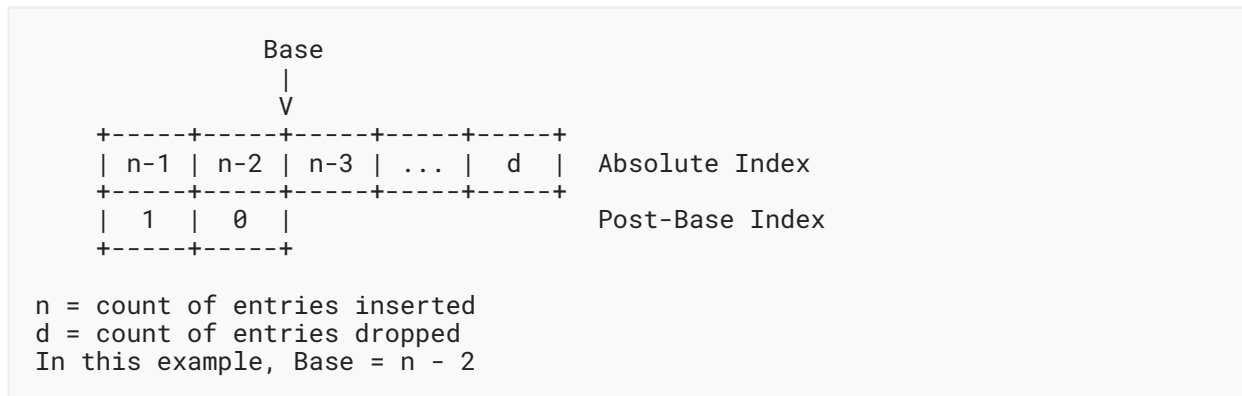 Base
                |
                V
    +-----+-----+-----+-----+-----+
    | n-1 | n-2 | n-3 | ... |  d  |  Absolute Index
    +-----+-----+-----+-----+-----+
    |  1  |  0  |                    Post-Base Index
    +-----+-----+

n = count of entries inserted
d = count of entries dropped
In this example, Base = n - 2